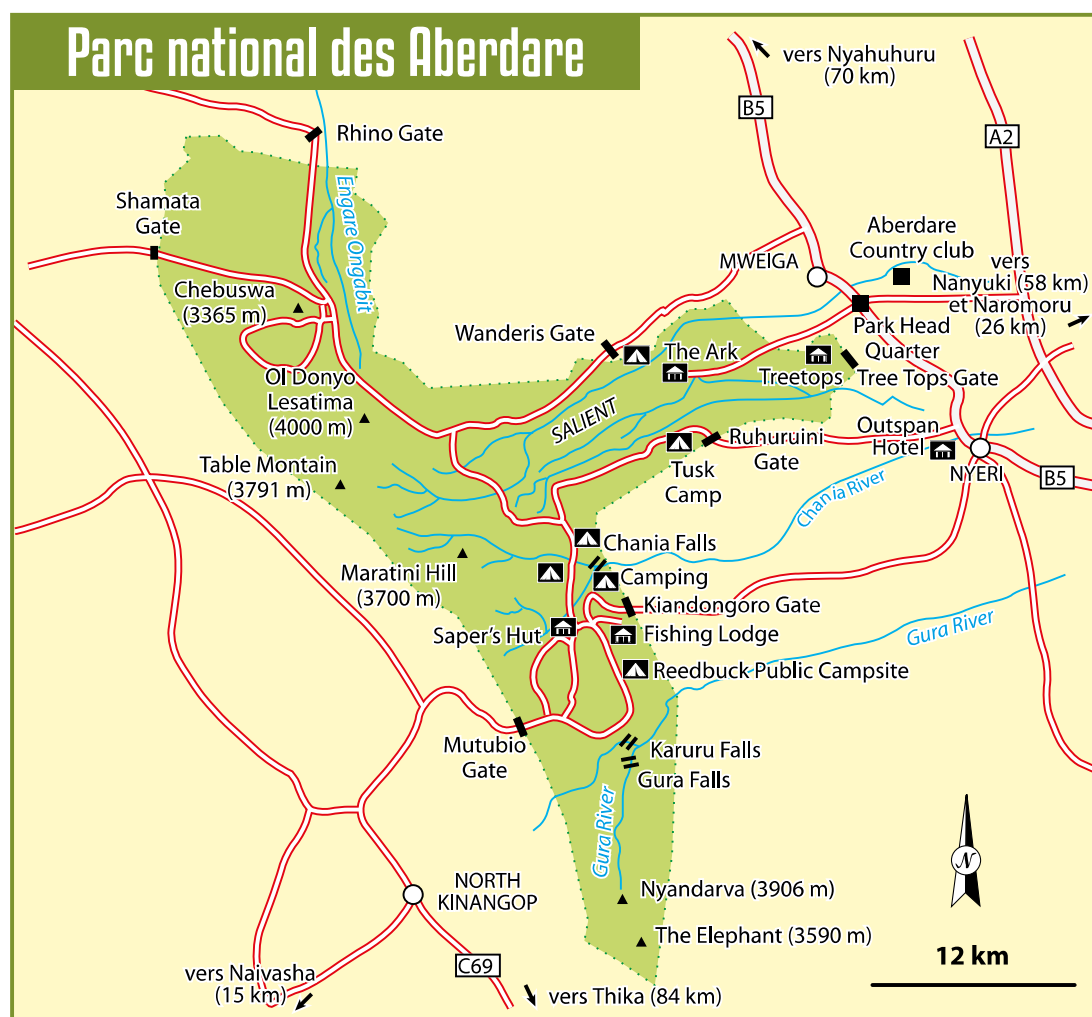 Parc national des Aberdare
vers Nyahuhuru
(70 km)
B5
A2
Rhino Gate
Engare Ongabit
Shamata
Gate
Aberdare
Country club
MWEIGA
vers
Nanyuki (58 km)
et Naromoru
(26 km)
Chebuswa
(3365 m)
Wanderis Gate
The Ark
Park Head
Quarter
Treetops
Tree Tops Gate
Ol Donyo
Lesatima
(4000 m)
SALIENT
Ruhuruini
Gate
Outspan
Hotel
NYERI
B5
Tusk
Camp
Table Montain
(3791 m)
Chania River
Chania Falls
Maratini Hill
(3700 m)
Camping
Kiandongoro Gate
Saper's Hut
Fishing Lodge
Gura River
Reedbuck Public Campsite
Mutubio
Gate
Karuru Falls
Gura Falls
Gura River
N
NORTH
KINANGOP
Nyandarva (3906 m)
The Elephant (3590 m)
12 km
C69
vers Naivasha
(15 km)
vers Thika (84 km)